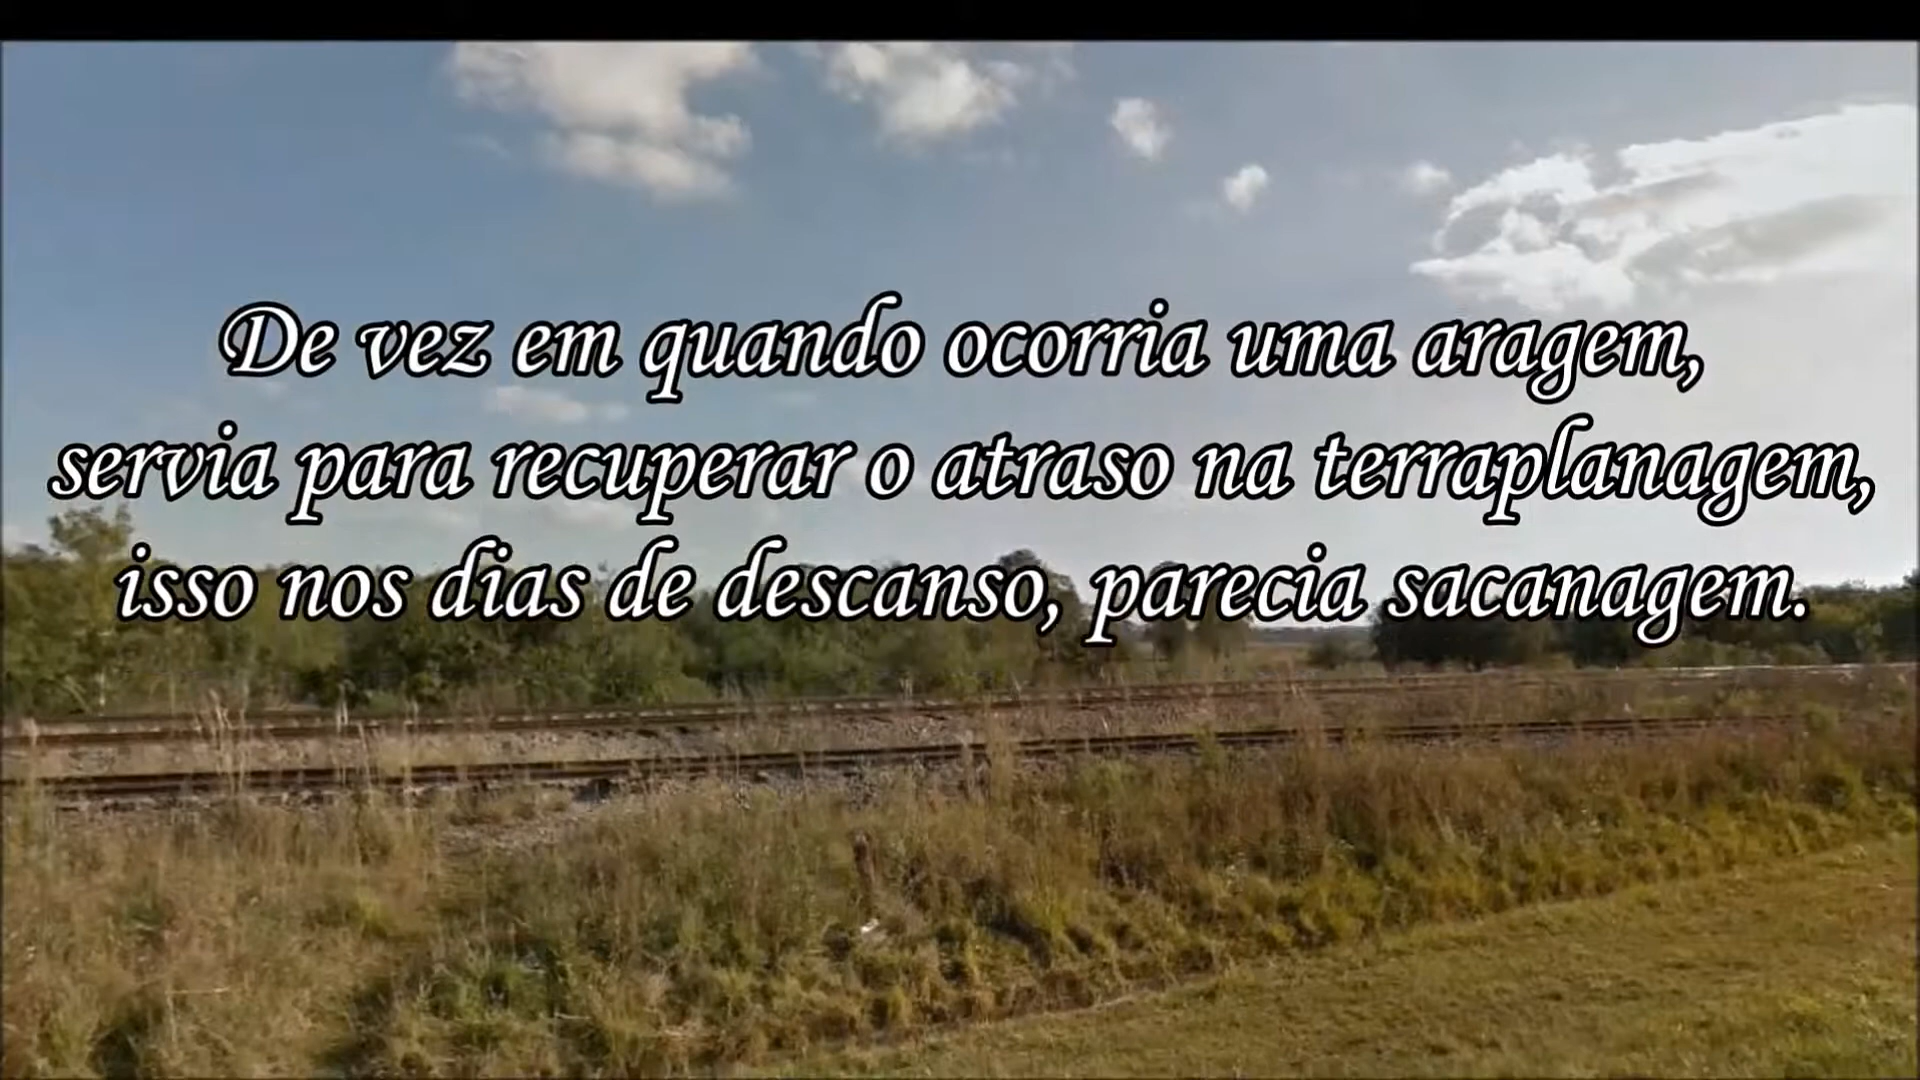 De vez em quando ocorria uma aragem,
servia para recuperar o atraso na terraplanagem,
isso nos dias de descanso, parecia sacanagem.